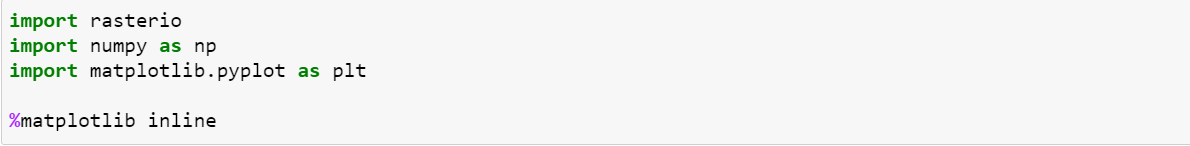 import rasterio
import numpy as np
import matplotlib.pyplot as plt
%matplotlib inline